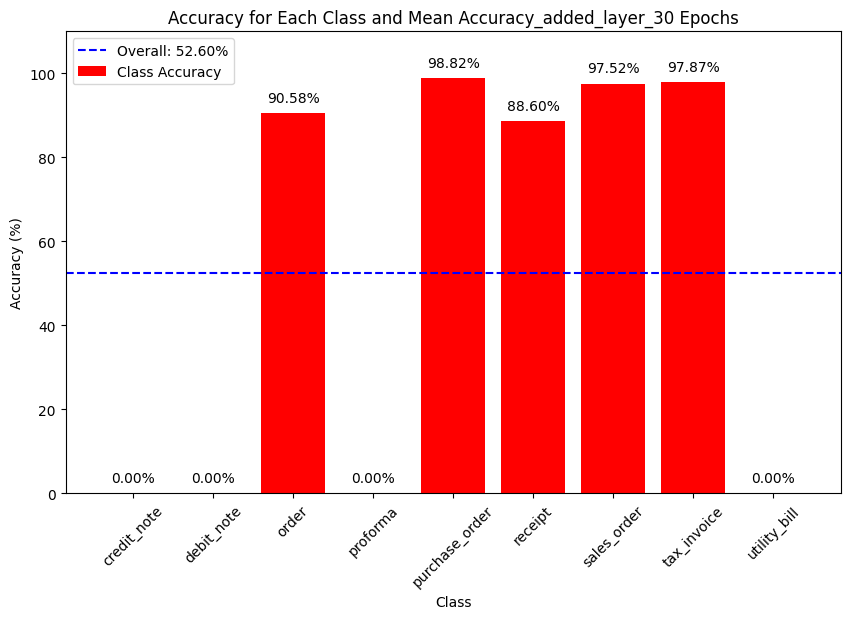 Accuracy for Each Class and Mean Accuracy_added_layer_30 Epochs
Overall: 52.60%
Class Accuracy
Accuracy (%)
100
80
60
40
20
0
0.00%
0.00%
90.58%
0.00%
98.82%
88.60%
97.52%
97.87%
0.00%
credit_note
debit_note
order
proforma
purchase_order
receipt
sales_order
tax_invoice
utility_bill
Class